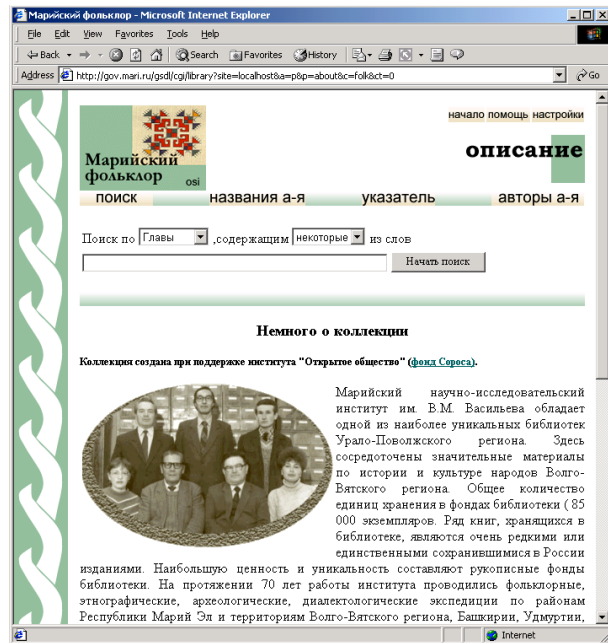 Марийский фольклор - Microsoft Internet Explorer
File Edit View Favorites Tools Help
Back Search Favorites History
Address http://gov.mari.ru/gsdl/cgi/library?site=localhost&a=p&p=about&c=folk&ct=0 Go
начало помощь настройки
Марийский
фольклор osi
описание
поиск названия а-я указатель авторы а-я
Поиск по Главы ,содержащим некоторые из слов
Начать поиск
Немного о коллекции
Коллекция создана при поддержке института "Открытое общество" (фонд Сороса).
Марийский научно-исследовательский
институт им. В.М. Васильева обладает
одной из наиболее уникальных библиотек
Урало-Поволжского региона. Здесь
сосредоточены значительные материалы
по истории и культуре народов Волго-
Вятского региона. Общее количество
единиц хранения в фондах библиотеки ( 85
000 экземпляров. Ряд книг, хранящихся в
библиотеке, являются очень редкими или
единственными сохранившимися в России
изданиями. Наибольшую ценность и уникальность составляют рукописные фонды
библиотеки. На протяжении 70 лет работы института проводились фольклорные,
этнографические, археологические, диалектологические экспедиции по районам
Республики Марий Эл и территориям Волго-Вятского региона, Башкирии, Удмуртии,
Internet